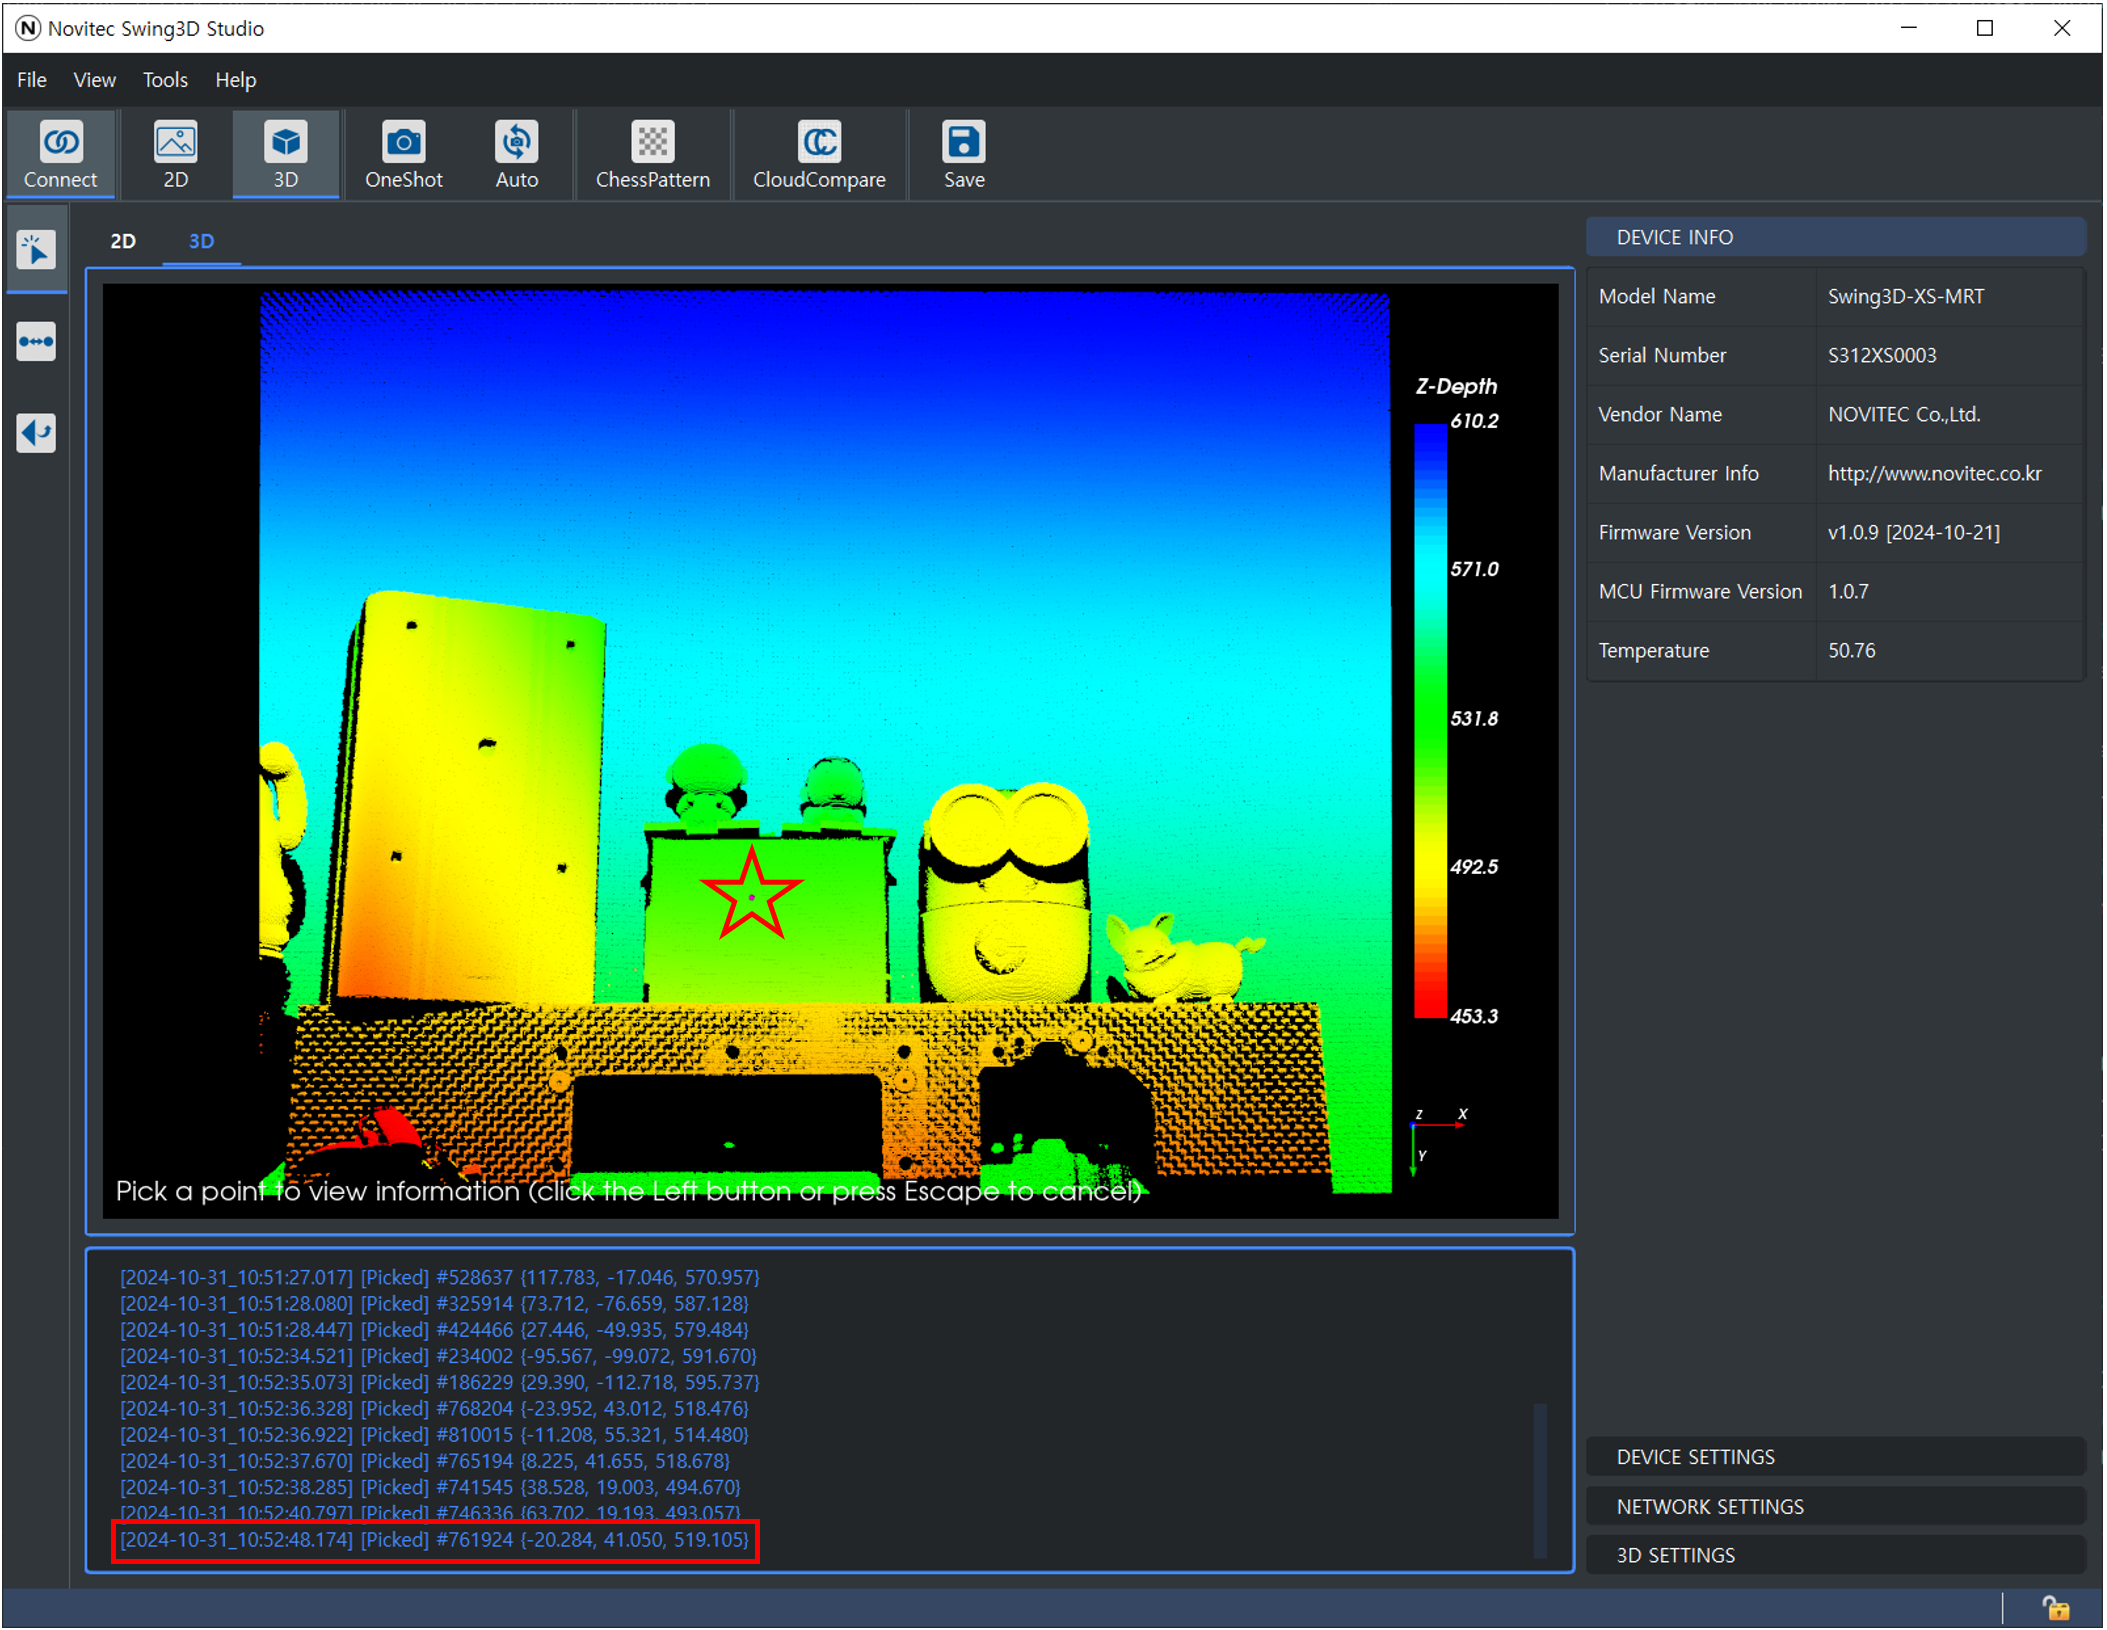 Novitec Swing3D Studio
File View Tools Help
Connect 2D 3D OneShot Auto ChessPattern CloudCompare Save
2D 3D
Z-Depth
610.2
571.0
531.8
492.5
453.3
Z X
Y
Pick a point to view information (click the Left button or press Escape to cancel)
[2024-10-31_10:51:27.017] [Picked] #528637 {117.783, -17.046, 570.957}
[2024-10-31_10:51:28.080] [Picked] #325914 {73.712, -76.659, 587.128}
[2024-10-31_10:51:28.447] [Picked] #424466 {27.446, -49.935, 579.484}
[2024-10-31_10:52:34.521] [Picked] #234002 {-95.567, -99.072, 591.670}
[2024-10-31_10:52:35.073] [Picked] #186229 {29.390, -112.718, 595.737}
[2024-10-31_10:52:36.328] [Picked] #768204 {-23.952, 43.012, 518.476}
[2024-10-31_10:52:36.922] [Picked] #810015 {-11.208, 55.321, 514.480}
[2024-10-31_10:52:37.670] [Picked] #765194 {8.225, 41.655, 518.678}
[2024-10-31_10:52:38.285] [Picked] #741545 {38.528, 19.003, 494.670}
[2024-10-31_10:52:40.797] [Picked] #746336 {63.702, 19.193, 493.057}
[2024-10-31_10:52:48.174] [Picked] #761924 {-20.284, 41.050, 519.105}
DEVICE INFO
Model Name Swing3D-XS-MRT
Serial Number S312XS0003
Vendor Name NOVITEC Co.,Ltd.
Manufacturer Info http://www.novitec.co.kr
Firmware Version v1.0.9 [2024-10-21]
MCU Firmware Version 1.0.7
Temperature 50.76
DEVICE SETTINGS
NETWORK SETTINGS
3D SETTINGS